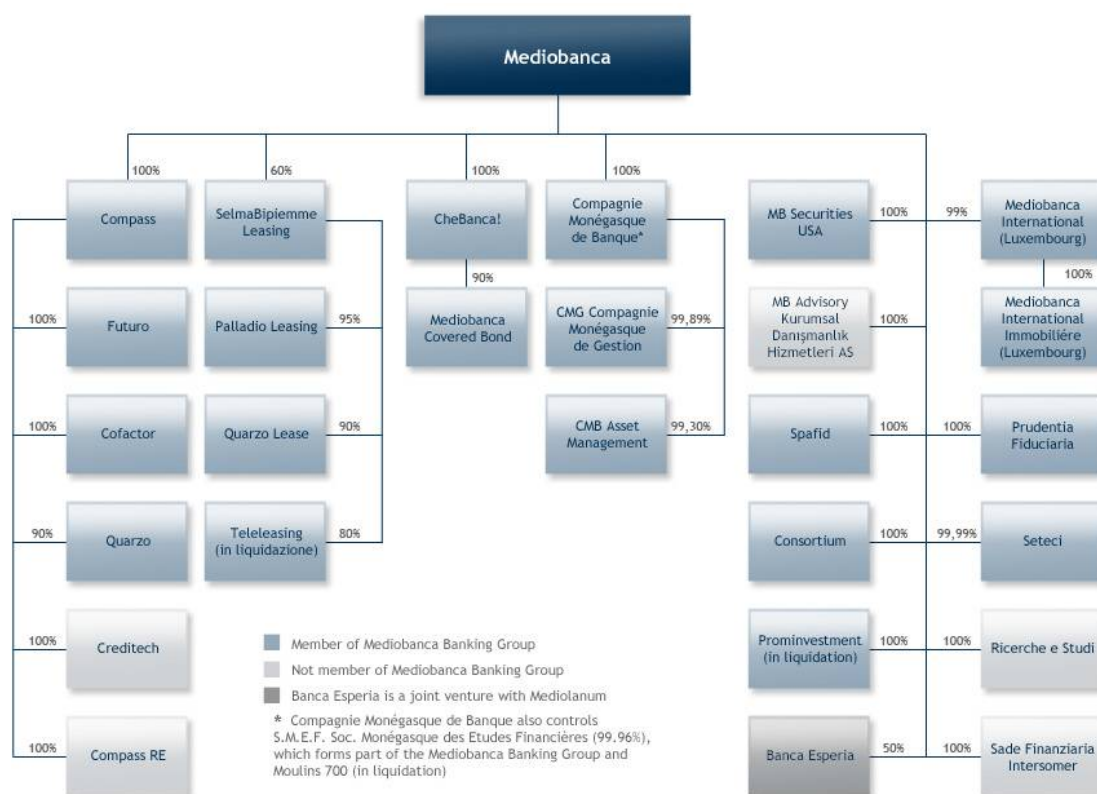 Mediobanca
100%
60%
100%
100%
Compass
SelmaBipiemme
Leasing
CheBanca!
Compagnie
Monégasque
de Banque*
MB Securities
USA
100%
99%
Mediobanca
International
(Luxembourg)
90%
100%
100%
Futuro
Palladio Leasing
95%
Mediobanca
Covered Bond
CMG Compagnie
Monégasque
de Gestion
99,89%
MB Advisory
Kurumsal
Danışmanlık
Hizmetleri AŞ
100%
Mediobanca
International
Immobiliére
(Luxembourg)
100%
Cofactor
Quarzo Lease
90%
CMB Asset
Management
99,30%
Spafid
100%
100%
Prudentia
Fiduciaria
90%
Quarzo
Teleleasing
(in liquidazione)
80%
Consortium
100%
99,99%
Seteci
100%
Creditech
Prominvestment
(in liquidation)
100%
100%
Ricerche e Studi
100%
Compass RE
Banca Esperia
50%
100%
Sade Finanziaria
Intersomer
Member of Mediobanca Banking Group
Not member of Mediobanca Banking Group
Banca Esperia is a joint venture with Mediolanum
* Compagnie Monégasque de Banque also controls
S.M.E.F. Soc. Monégasque des Etudes Financières (99.96%),
which forms part of the Mediobanca Banking Group and
Moulins 700 (in liquidation)